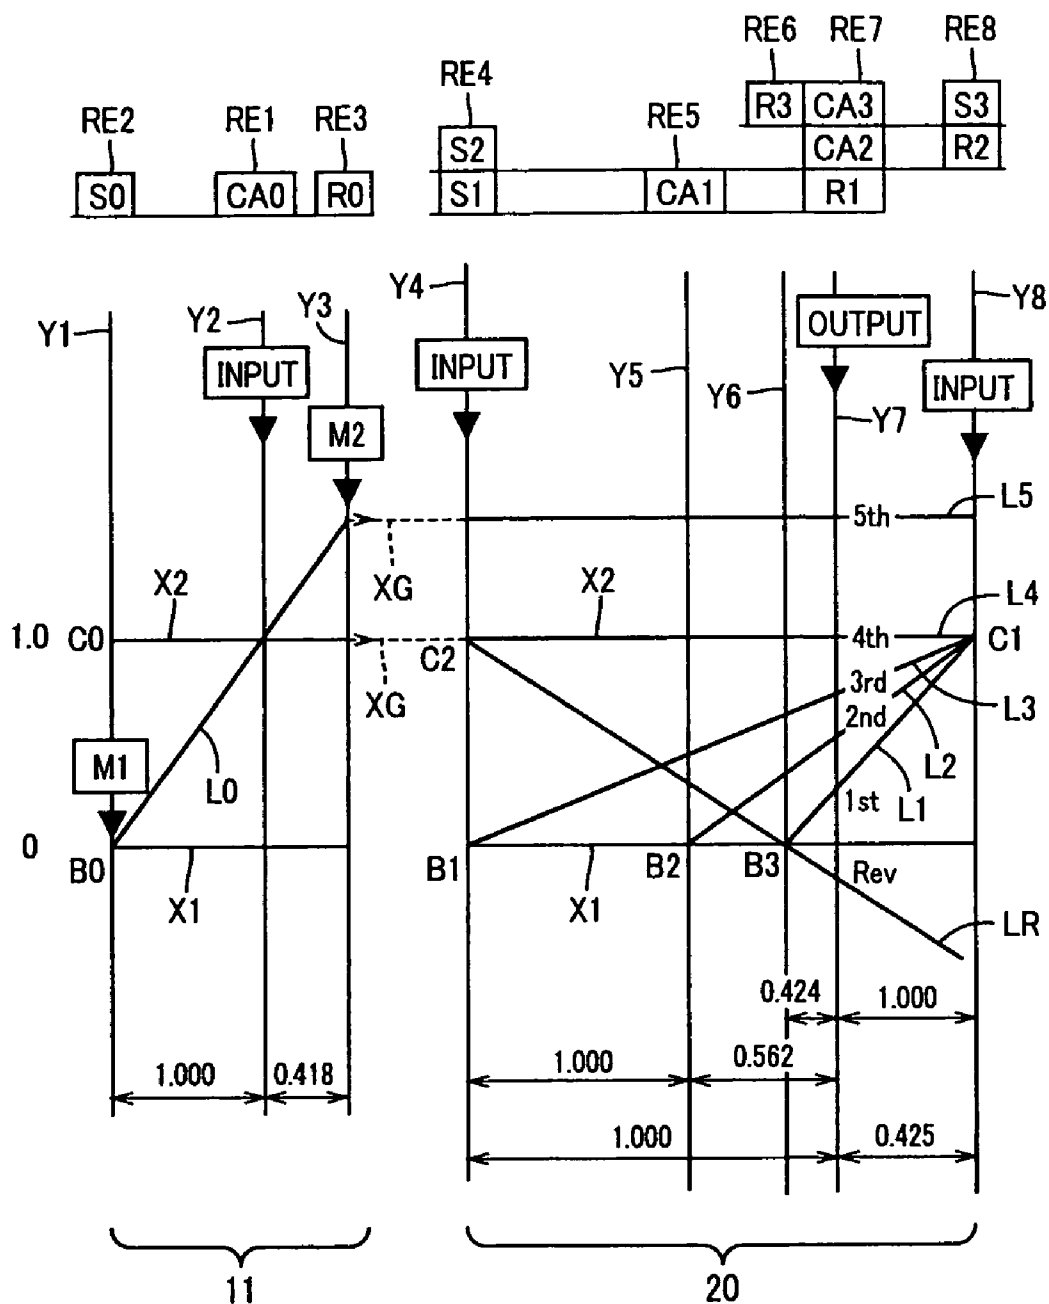 RE6 RE7 RE8
RE4
R3 CA3 S3
RE2 RE1 RE3 RE5
S2 CA2 R2
S0 CA0 R0 S1 CA1 R1
Y4
Y3 Y8
Y1 Y2 OUTPUT
INPUT INPUT Y5 INPUT
Y6 Y7
M2
L5
5th
XG
X2 X2 L4
1.0 C0 4th C1
C2
3rd
XG L3
2nd
M1 L2
L0 1st L1
0
B0 B1 B2 B3
Rev
X1 X1
LR
0.424 1.000
1.000 0.562
1.000 0.418
1.000 0.425
11 20